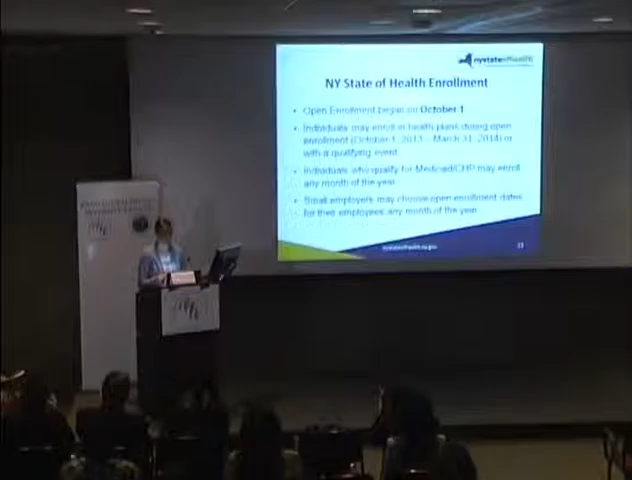 nystateofhealth
NY State of Health Enrollment
• Open Enrollment began on October 1
• Individuals may enroll in health plans during open
enrollment (October 1, 2013 – March 31, 2014) or
with a qualifying event.
• Individuals who qualify for Medicaid/CHP may enroll
any month of the year.
• Small employers may choose open enrollment dates
for their employees any month of the year.
nystateofhealth.ny.gov